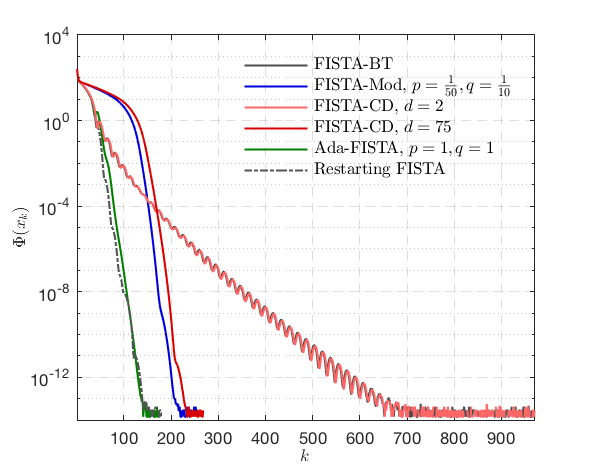 10^4
10^0
10^-4
10^-8
10^-12
Φ(x_k)
FISTA-BT
FISTA-Mod, p = 1/50, q = 1/10
FISTA-CD, d = 2
FISTA-CD, d = 75
Ada-FISTA, p = 1, q = 1
Restarting FISTA
100 200 300 400 500 600 700 800 900
k